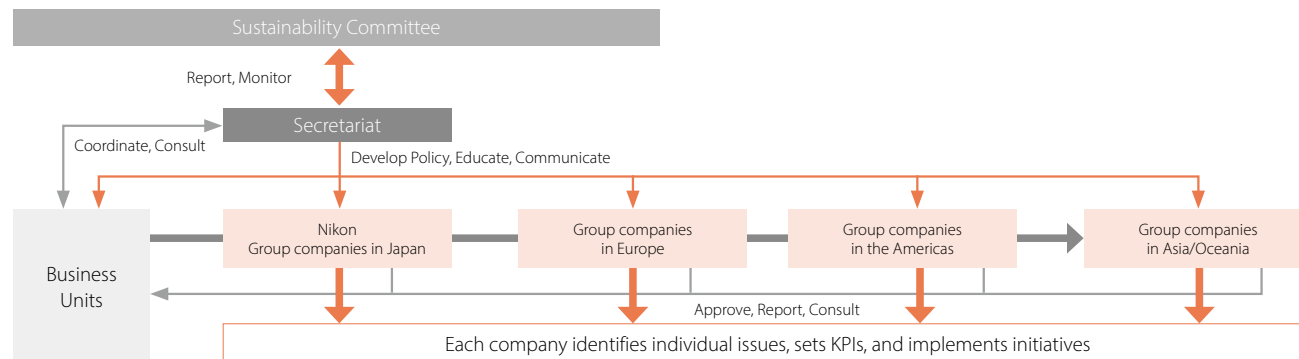 Sustainability Committee
Report, Monitor
Secretariat
Coordinate, Consult
Develop Policy, Educate, Communicate
Business
Units
Nikon
Group companies in Japan
Group companies
in Europe
Group companies
in the Americas
Group companies
in Asia/Oceania
Approve, Report, Consult
Each company identifies individual issues, sets KPIs, and implements initiatives